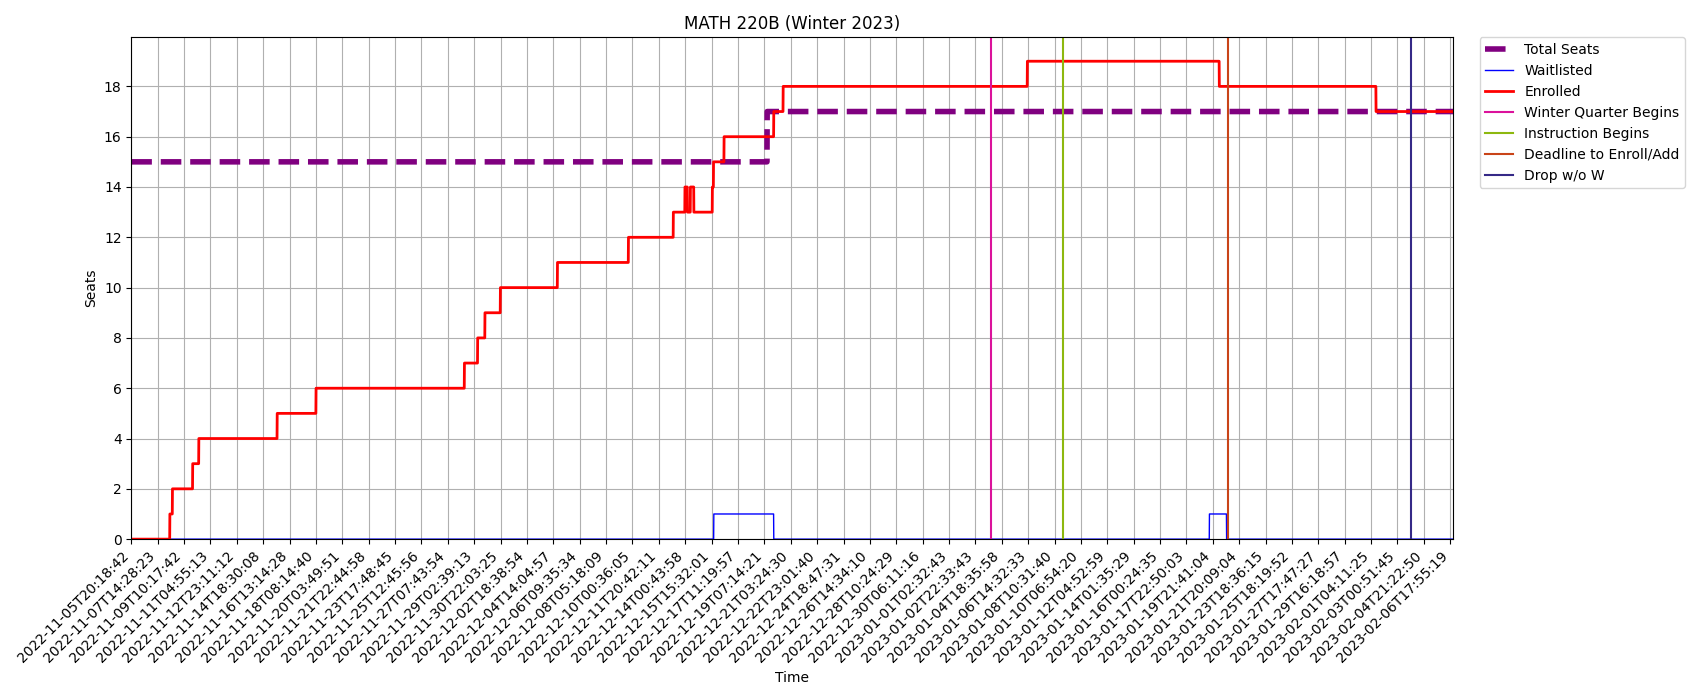 MATH 220B (Winter 2023)
Total Seats
Waitlisted
Enrolled
Winter Quarter Begins
Instruction Begins
Deadline to Enroll/Add
Drop w/o W
Seats
18
16
14
12
10
8
6
4
2
0
2022-11-05T20:18:42
2022-11-07T14:28:23
2022-11-09T10:17:42
2022-11-11T04:55:13
2022-11-12T23:11:12
2022-11-14T18:30:08
2022-11-16T13:14:28
2022-11-18T08:14:40
2022-11-20T03:49:51
2022-11-21T22:44:58
2022-11-23T17:48:45
2022-11-25T12:45:56
2022-11-27T07:43:54
2022-11-29T02:39:13
2022-11-30T22:03:25
2022-12-02T18:38:54
2022-12-04T14:04:57
2022-12-06T09:35:34
2022-12-08T05:18:09
2022-12-10T00:36:05
2022-12-11T20:42:11
2022-12-14T00:43:58
2022-12-15T15:32:01
2022-12-17T11:19:57
2022-12-19T07:14:21
2022-12-21T03:24:30
2022-12-22T23:01:40
2022-12-24T18:47:31
2022-12-26T14:34:10
2022-12-28T10:24:29
2022-12-30T06:11:16
2023-01-01T02:32:43
2023-01-02T22:33:43
2023-01-04T18:35:58
2023-01-06T14:32:33
2023-01-08T10:31:40
2023-01-10T06:54:20
2023-01-12T04:52:59
2023-01-14T01:35:29
2023-01-16T00:24:35
2023-01-17T22:50:03
2023-01-19T21:41:04
2023-01-21T20:09:04
2023-01-23T18:36:15
2023-01-25T18:19:52
2023-01-27T17:47:27
2023-01-29T16:18:57
2023-02-01T04:11:25
2023-02-03T00:51:45
2023-02-04T21:22:50
2023-02-06T17:55:19
Time